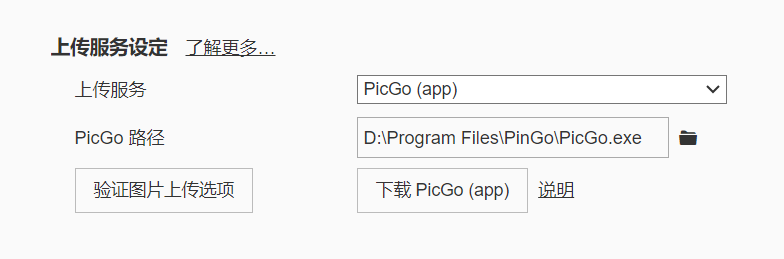 上传服务设定 了解更多...
上传服务 PicGo (app)
PicGo 路径 D:\Program Files\PinGo\PicGo.exe
验证图片上传选项 下载 PicGo (app) 说明